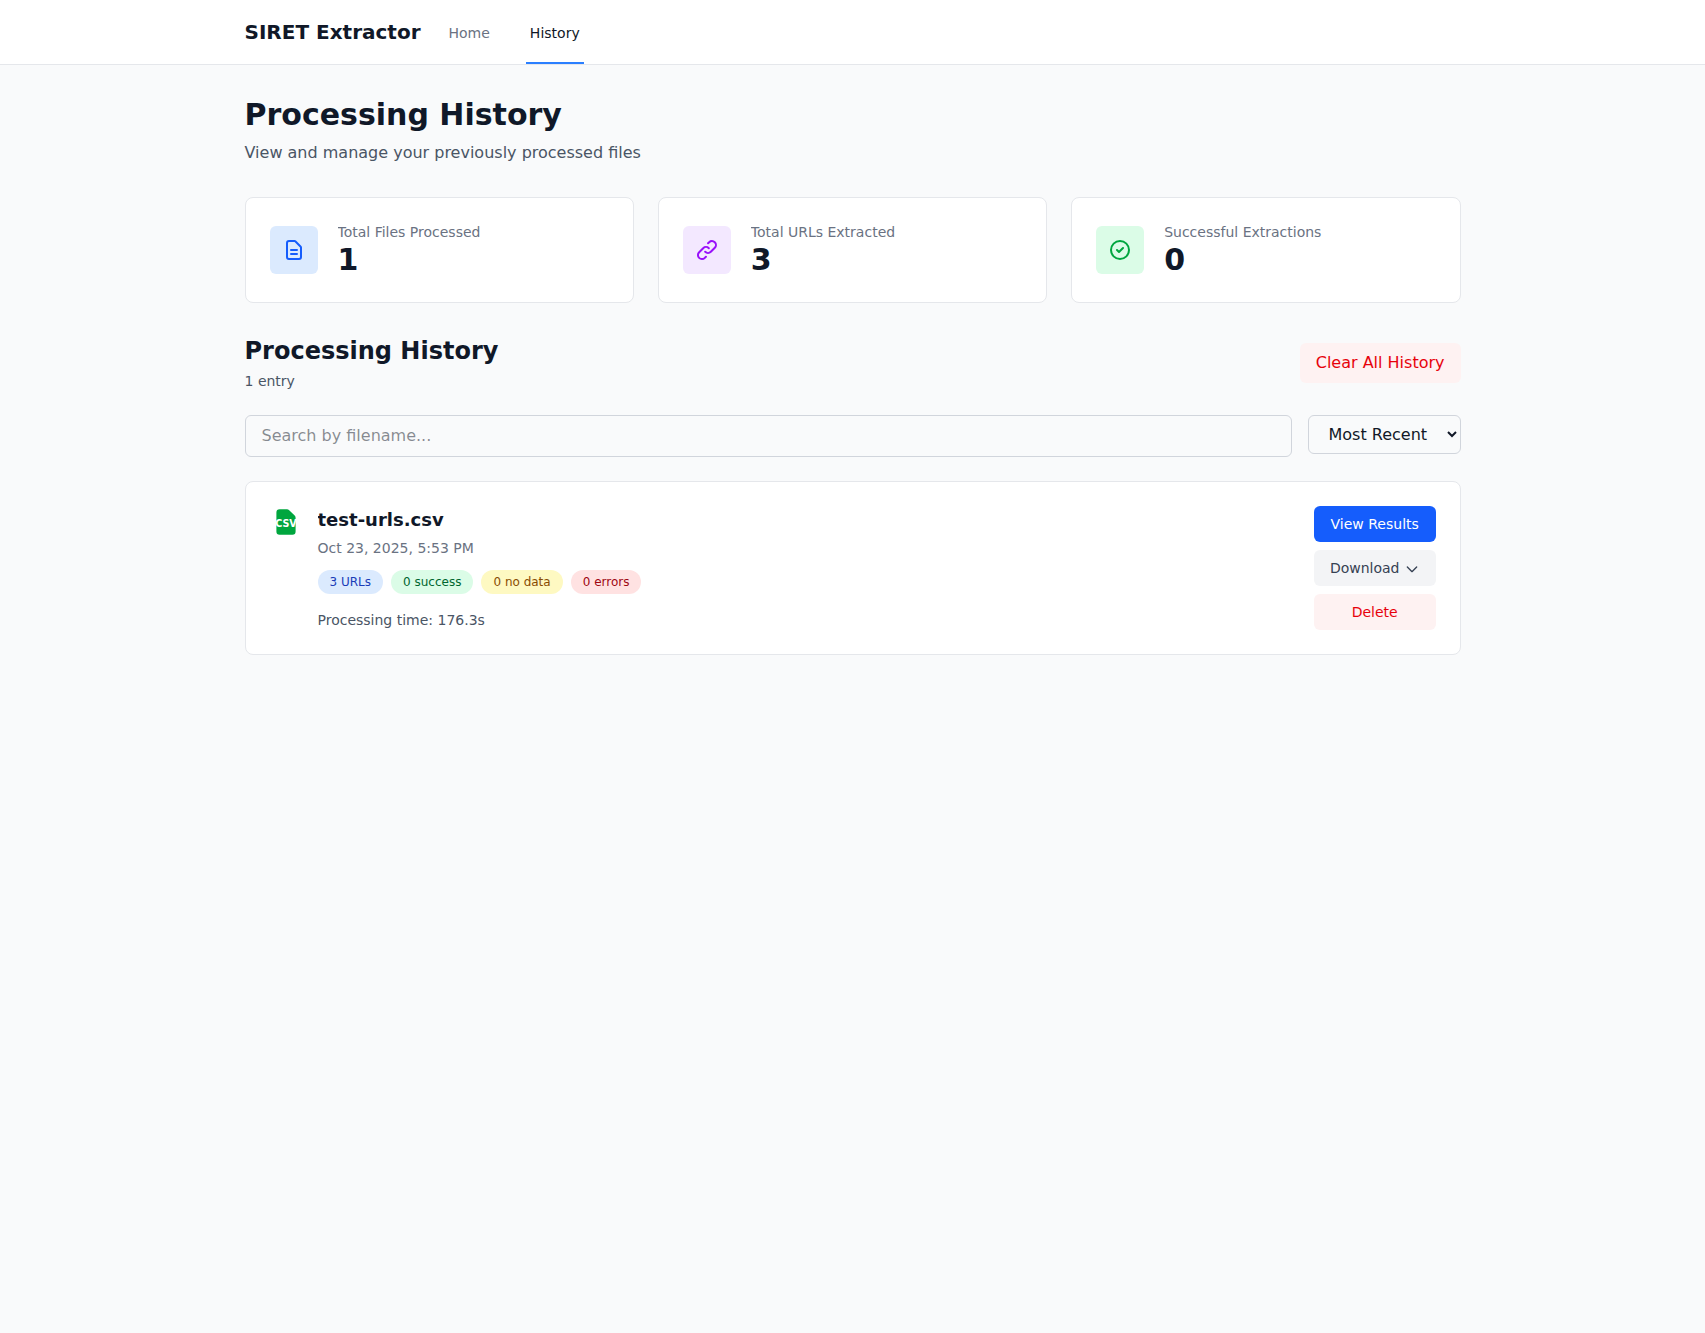 SIRET Extractor Home History
Processing History
View and manage your previously processed files
Total Files Processed
1
Total URLs Extracted
3
Successful Extractions
0
Processing History
1 entry
Clear All History
Search by filename...
Most Recent
CSV
test-urls.csv
Oct 23, 2025, 5:53 PM
3 URLs 0 success 0 no data 0 errors
Processing time: 176.3s
View Results
Download
Delete